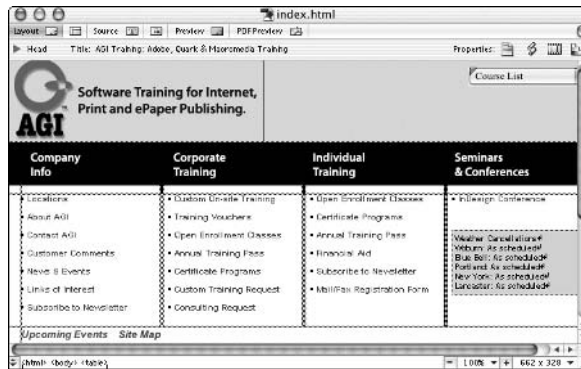 index.html
Layout Source Preview PDF Preview
Head Title: AGI Training: Adobe, Quark & Macromedia Training Properties:
Course List
Software Training for Internet,
Print and ePaper Publishing.
AGI
Company Info
Corporate Training
Individual Training
Seminars & Conferences
• Locations
• About AGI
• Contact AGI
• Customer Comments
• News & Events
• Links of Interest
• Subscribe to Newsletter
• Custom On-site Training
• Training Vouchers
• Open Enrollment Classes
• Annual Training Pass
• Certificate Programs
• Custom Training Request
• Consulting Request
• Open Enrollment Classes
• Certificate Programs
• Annual Training Pass
• Financial Aid
• Subscribe to Newsletter
• Mail/Fax Registration Form
• InDesign Conference
Weather Cancellations
Woburn: As scheduled
Blue Bell: As scheduled
Portland: As scheduled
New York: As scheduled
Lancaster: As scheduled
Upcoming Events Site Map
<html> <body> <table> 100% 662 x 328